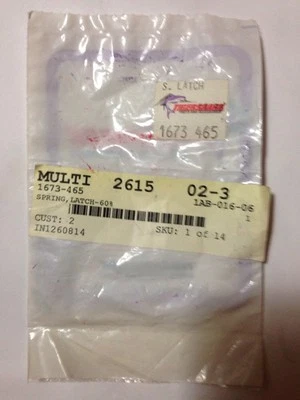 S. LATCH
1673 465
MULTI 2615 02-3
1673-465 1AB-016-06
SPRING,LATCH-604 1
CUST: 2 SKU: 1 of 14
IN1260814